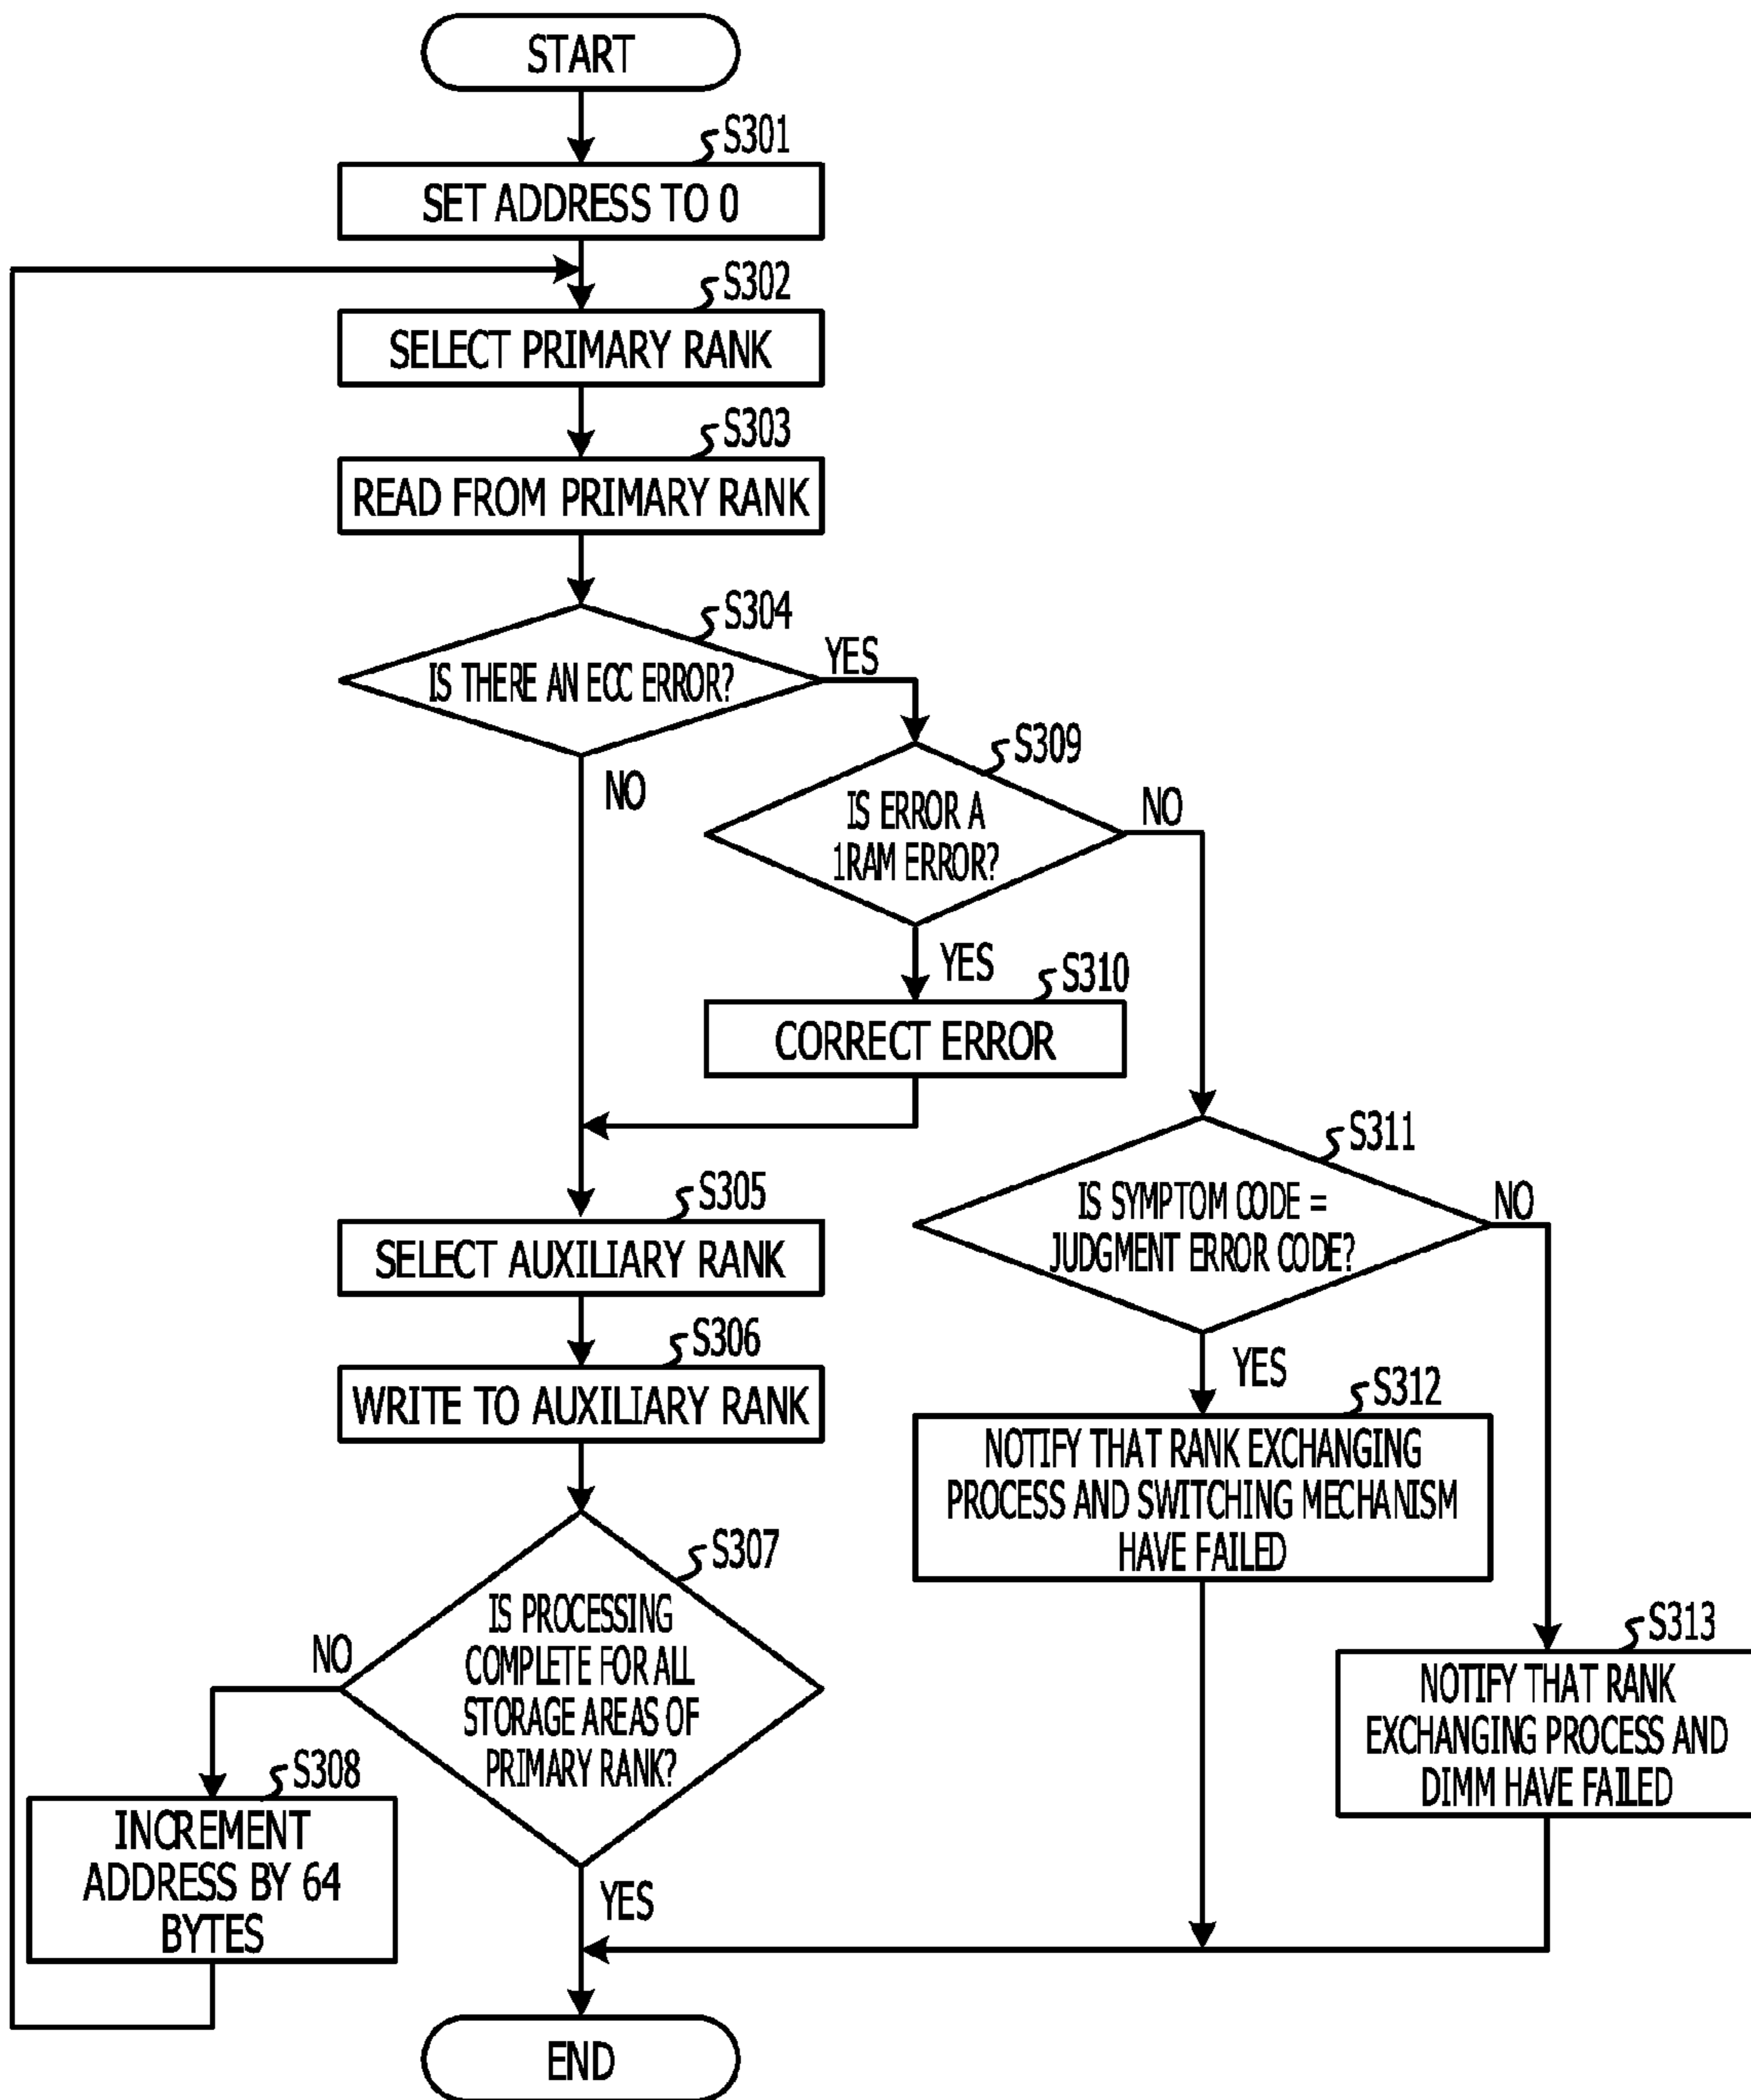 START
S301
SET ADDRESS TO 0
S302
SELECT PRIMARY RANK
S303
READ FROM PRIMARY RANK
S304
IS THERE AN ECC ERROR?
YES
NO
S309
IS ERROR A
1RAM ERROR?
NO
YES
S310
CORRECT ERROR
S311
IS SYMPTOM CODE =
JUDGMENT ERROR CODE?
NO
YES
S305
SELECT AUXILIARY RANK
S306
WRITE TO AUXILIARY RANK
S312
NOTIFY THAT RANK EXCHANGING
PROCESS AND SWITCHING MECHANISM
HAVE FAILED
S307
IS PROCESSING
COMPLETE FOR ALL
STORAGE AREAS OF
PRIMARY RANK?
NO
YES
S313
NOTIFY THAT RANK
EXCHANGING PROCESS AND
DIMM HAVE FAILED
S308
INCREMENT
ADDRESS BY 64
BYTES
END